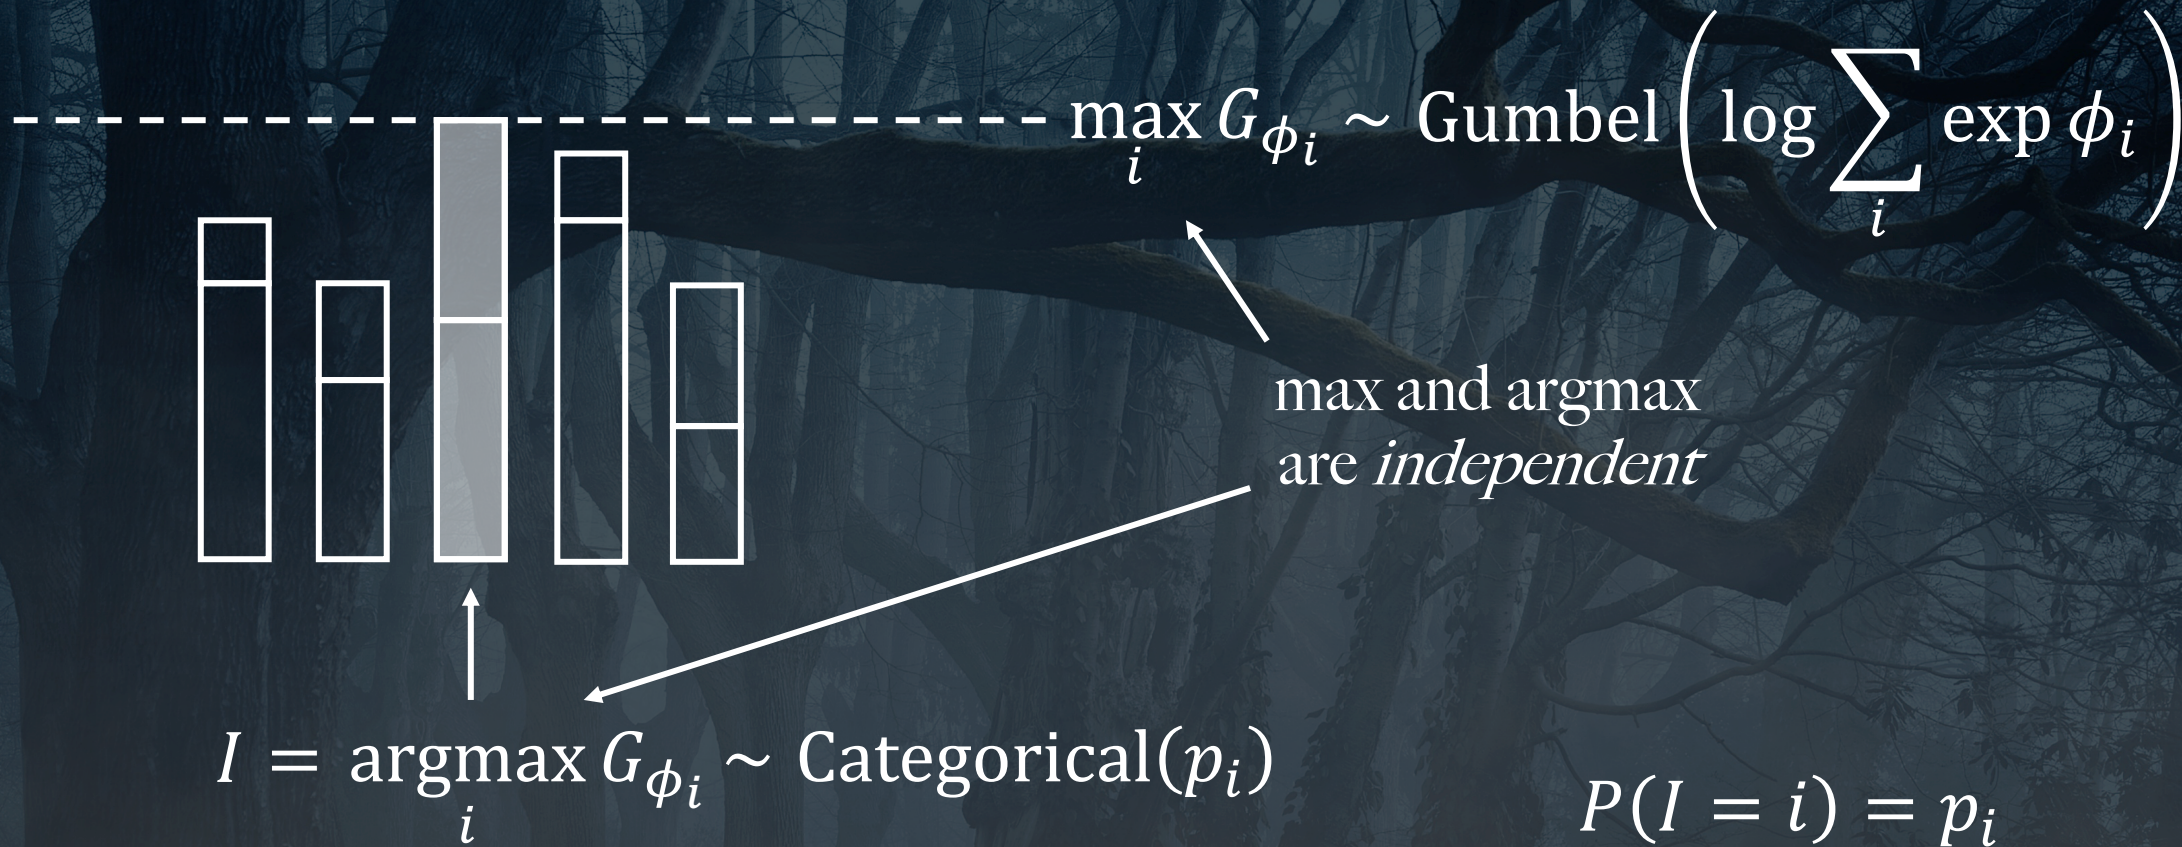 max_i G_{ϕ_i} ~ Gumbel(log ∑_i exp ϕ_i)
max and argmax
are independent
I = argmax_i G_{ϕ_i} ~ Categorical(p_i)
P(I = i) = p_i